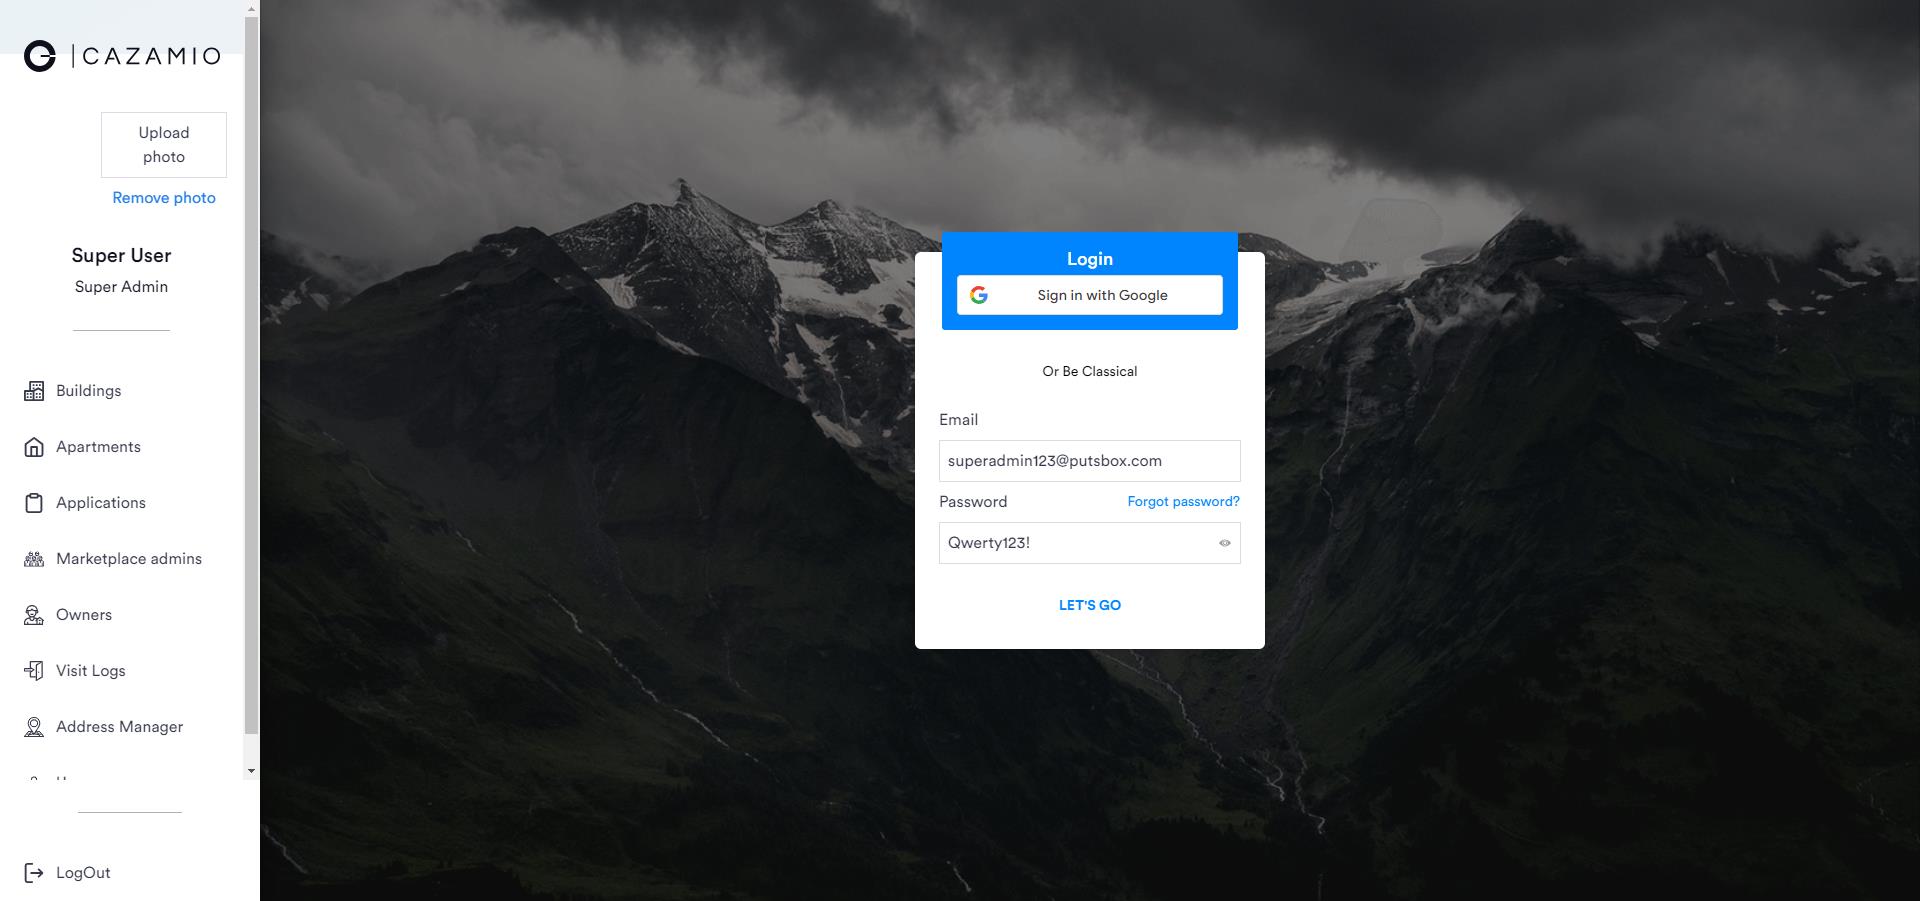 CAZAMIO
Upload
photo
Remove photo
Super User
Super Admin
Buildings
Apartments
Applications
Marketplace admins
Owners
Visit Logs
Address Manager
LogOut
Login
Sign in with Google
Or Be Classical
Email
superadmin123@putsbox.com
Password
Forgot password?
Qwerty123!
LET'S GO